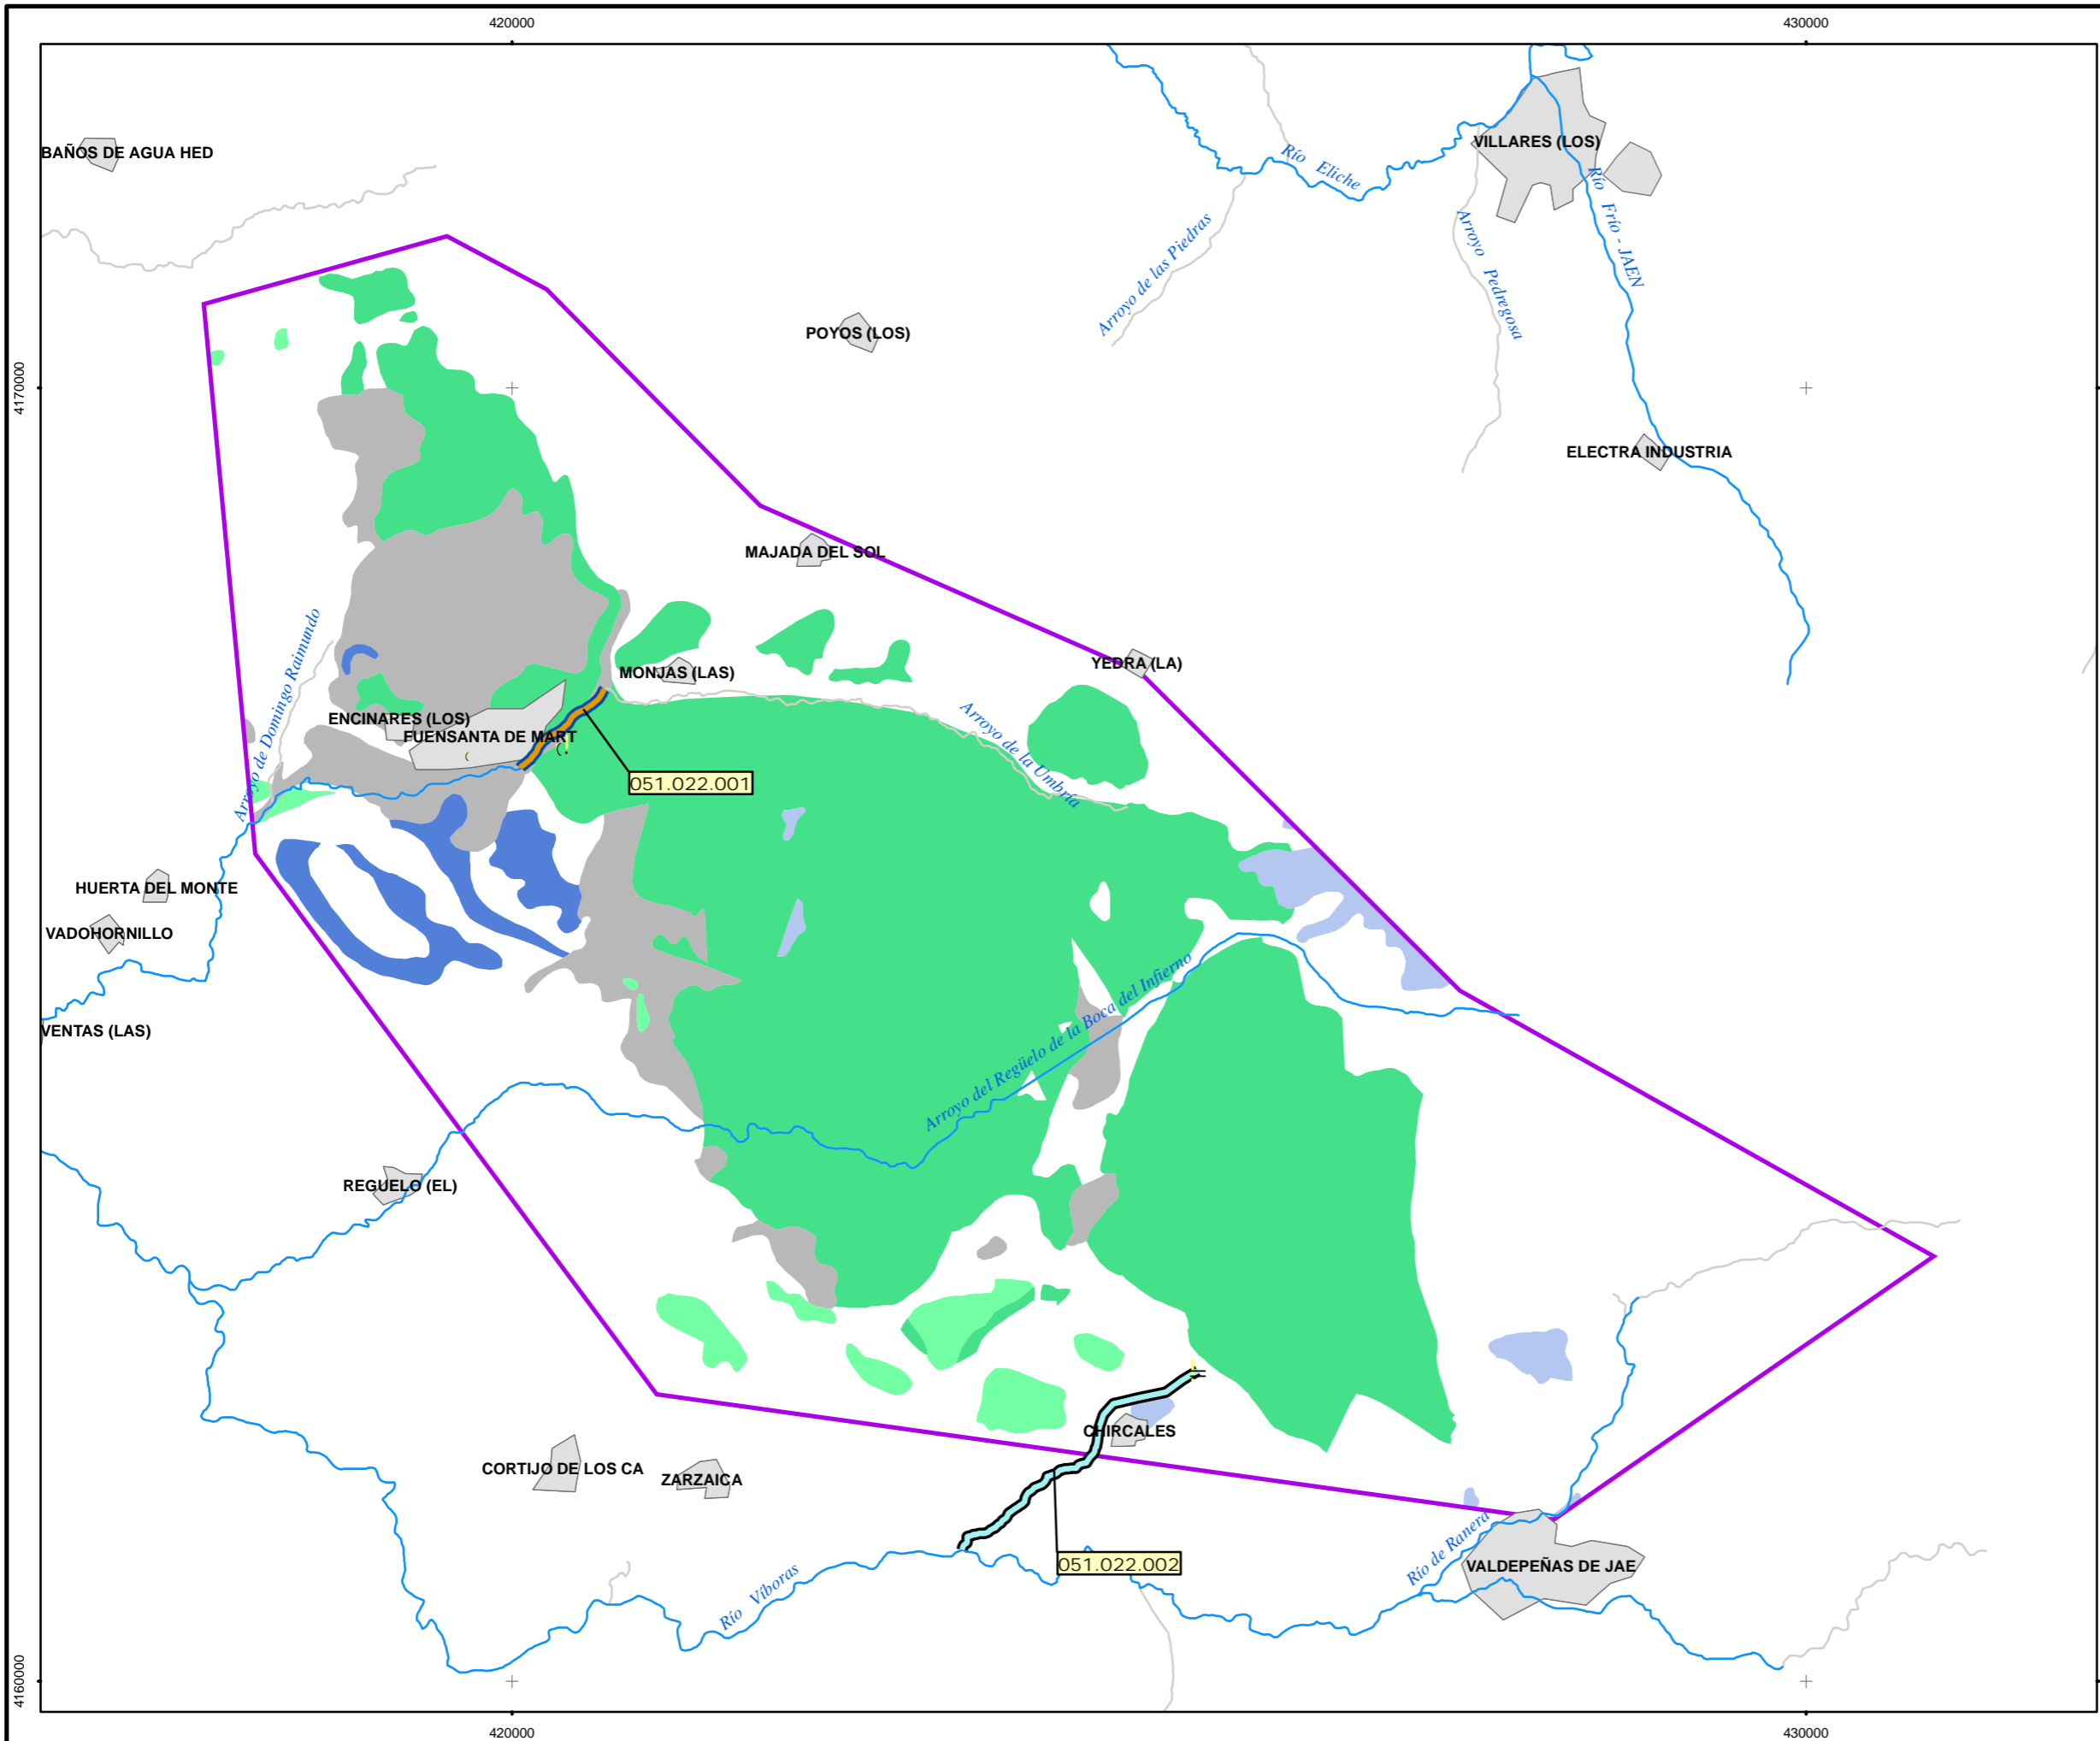 420000
430000
BAÑOS DE AGUA HED
VILLARES (LOS)
Río Eliche
Río Frío - JAEN
Arroyo de las Piedras
Arroyo Pedregosa
POYOS (LOS)
4170000
ELECTRA INDUSTRIA
MAJADA DEL SOL
Arroyo de Domingo Raimundo
MONJAS (LAS)
YEDRA (LA)
ENCINARES (LOS)
FUENSANTA DE MART
Arroyo de la Umbría
051.022.001
HUERTA DEL MONTE
VADOHORNILLO
VENTAS (LAS)
Arroyo del Regüelo de la Boca del Infierno
REGUELO (EL)
CHIRCALES
CORTIJO DE LOS CA
ZARZAICA
051.022.002
Río de Ranera
VALDEPEÑAS DE JAE
Río Víboras
4160000
420000
430000